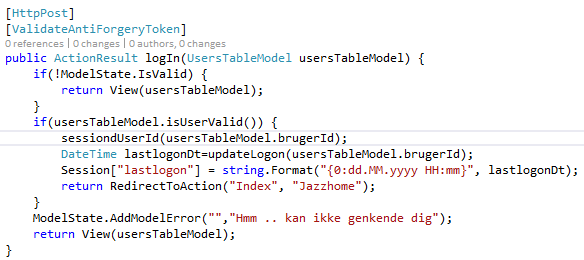 [HttpPost]
[ValidateAntiForgeryToken]
0 references | 0 changes | 0 authors, 0 changes
public ActionResult logIn(UsersTableModel usersTableModel) {
if(!ModelState.IsValid) {
return View(usersTableModel);
}
if(usersTableModel.isUserValid()) {
sessiondUserId(usersTableModel.brugerId);
DateTime lastlogonDt=updateLogon(usersTableModel.brugerId);
Session["lastlogon"] = string.Format("{0:dd.MM.yyyy HH:mm}", lastlogonDt);
return RedirectToAction("Index", "Jazzhome");
}
ModelState.AddModelError("","Hmm .. kan ikke genkende dig");
return View(usersTableModel);
}